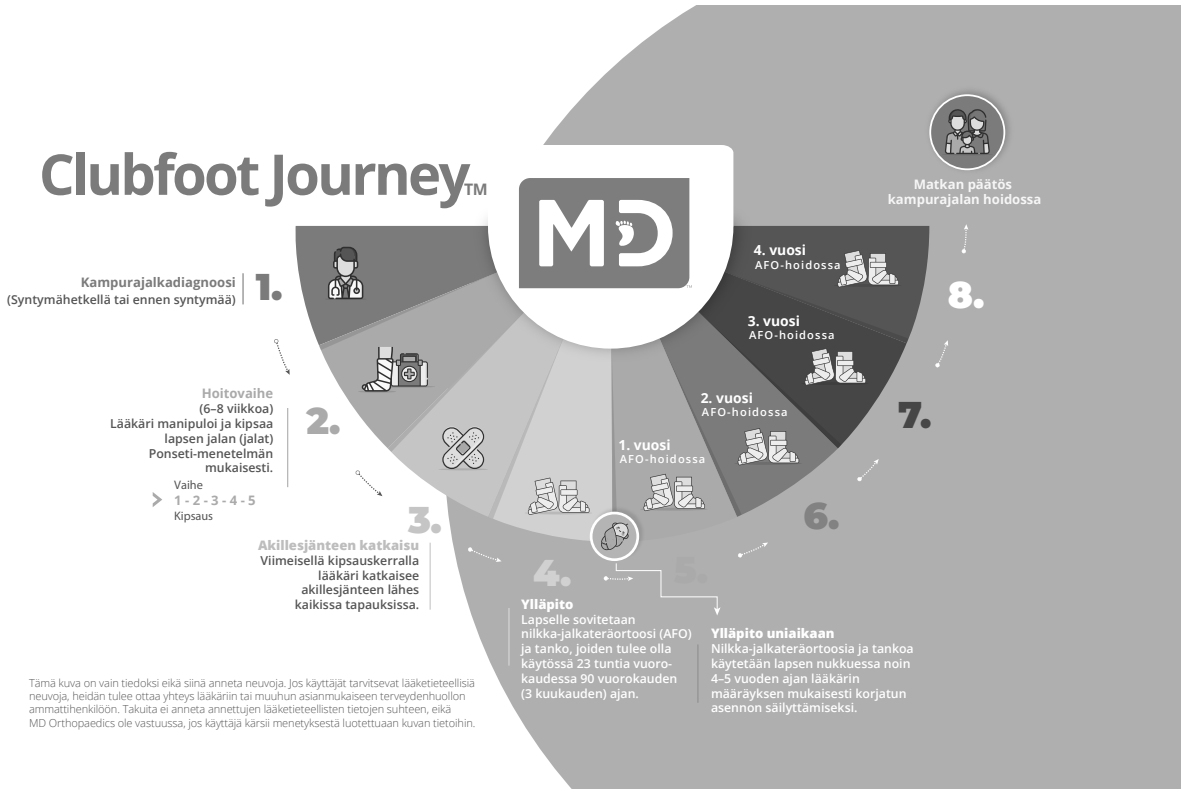 Clubfoot Journey™
MD
™
1.
Kampurajalkadiagnoosi
(Syntymähetkellä tai ennen syntymää)
2.
Hoitovaihe
(6–8 viikkoa)
Lääkäri manipuloi ja kipsaa
lapsen jalan (jalat)
Ponseti-menetelmän
mukaisesti.
Vaihe
1 - 2 - 3 - 4 - 5
Kipsaus
3.
Akillesjänteen katkaisu
Viimeisellä kipsauskerralla
lääkäri katkaisee
akillesjänteen lähes
kaikissa tapauksissa.
4.
Ylläpito
Lapselle sovitetaan
nilkka-jalkateräortoosi (AFO)
ja tanko, joiden tulee olla
käytössä 23 tuntia vuoro-
kaudessa 90 vuorokauden
(3 kuukauden) ajan.
5.
Ylläpito uniaikaan
Nilkka-jalkateräortoosia ja tankoa
käytetään lapsen nukkuessa noin
4–5 vuoden ajan lääkärin
määräyksen mukaisesti korjatun
asennon säilyttämiseksi.
1. vuosi
AFO-hoidossa
6.
2. vuosi
AFO-hoidossa
7.
3. vuosi
AFO-hoidossa
8.
4. vuosi
AFO-hoidossa
Matkan päätös
kampurajalan hoidossa
Tämä kuva on vain tiedoksi eikä siinä anneta neuvoja. Jos käyttäjät tarvitsevat lääketieteellisiä
neuvoja, heidän tulee ottaa yhteys lääkäriin tai muuhun asianmukaiseen terveydenhuollon
ammattihenkilöön. Takuita ei anneta annettujen lääketieteellisten tietojen suhteen, eikä
MD Orthopaedics ole vastuussa, jos käyttäjä kärsii menetyksestä luotettuaan kuvan tietoihin.